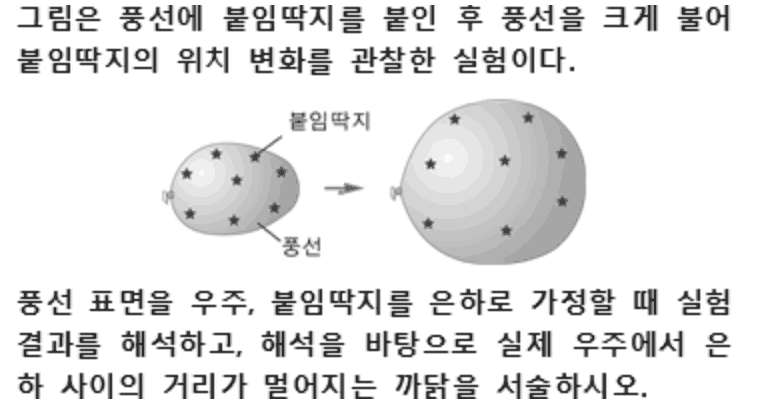 그림은 풍선에 붙임딱지를 붙인 후 풍선을 크게 불어
붙임딱지의 위치 변화를 관찰한 실험이다.
붙임딱지
풍선
풍선 표면을 우주, 붙임딱지를 은하로 가정할 때 실험
결과를 해석하고, 해석을 바탕으로 실제 우주에서 은
하 사이의 거리가 멀어지는 까닭을 서술하시오.